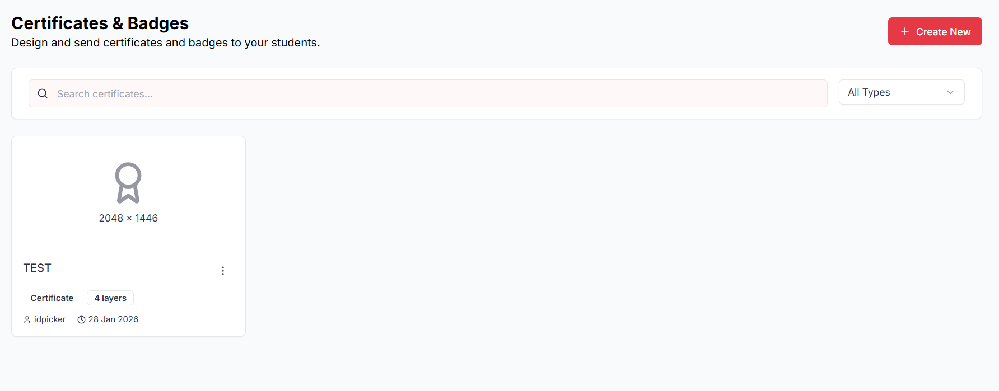 Certificates & Badges
Design and send certificates and badges to your students.
Create New
Search certificates...
All Types
2048 × 1446
TEST
Certificate
4 layers
idpicker
28 Jan 2026